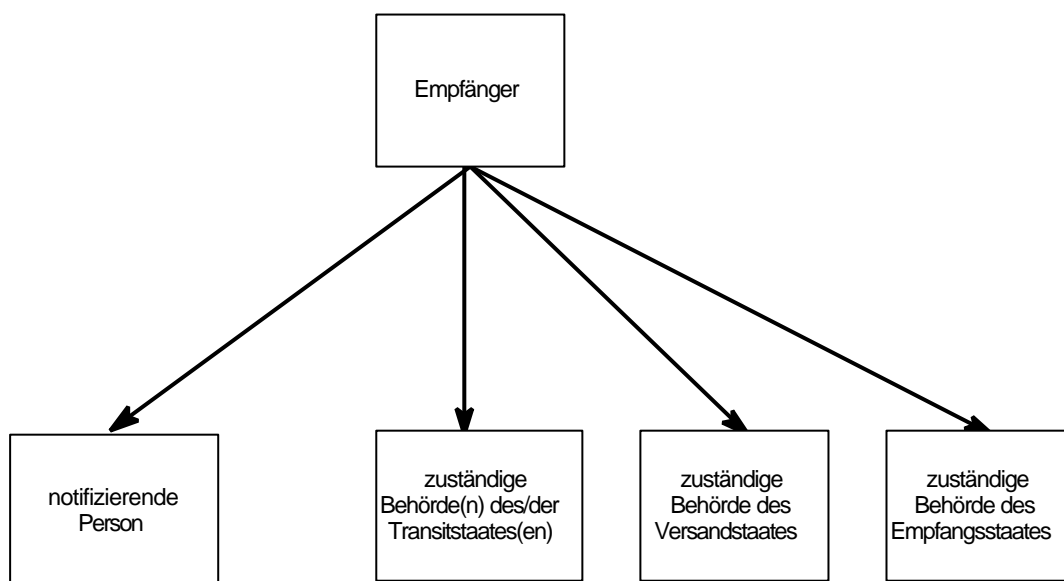 Empfänger
notifizierende
Person
zuständige
Behörde(n) des/der
Transitstaates(en)
zuständige
Behörde des
Versandstaates
zuständige
Behörde des
Empfangsstaates